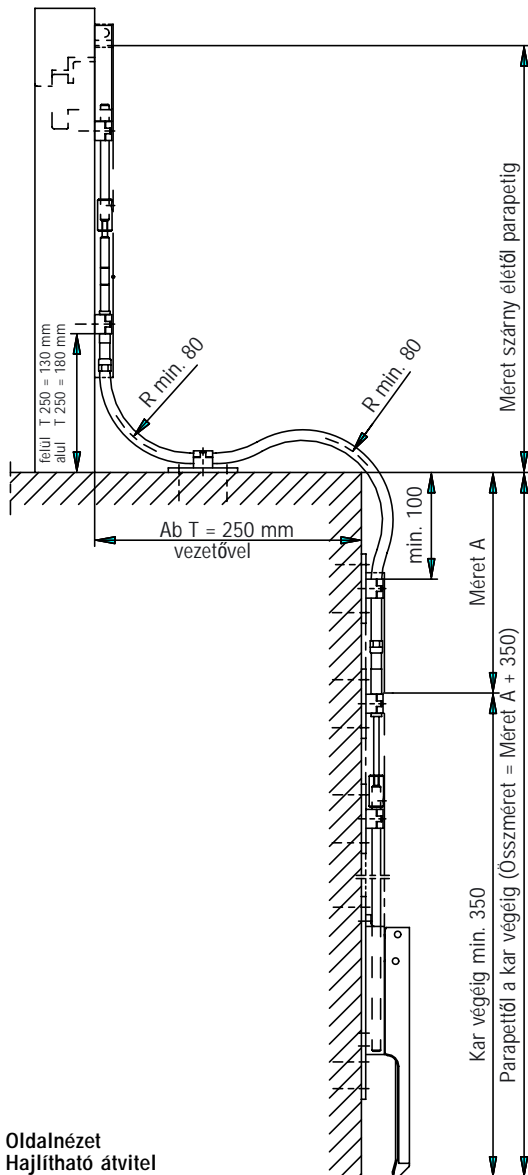 Méret szárny élétől parapetig
felül T 250 = 130 mm
alul T 250 = 180 mm
R min. 80
R min. 80
Ab T = 250 mm
vezetővel
min. 100
Méret A
Kar végéig min. 350
Parapettől a kar végéig (Összméret = Méret A + 350)
Oldalnézet
Hajlítható átvitel